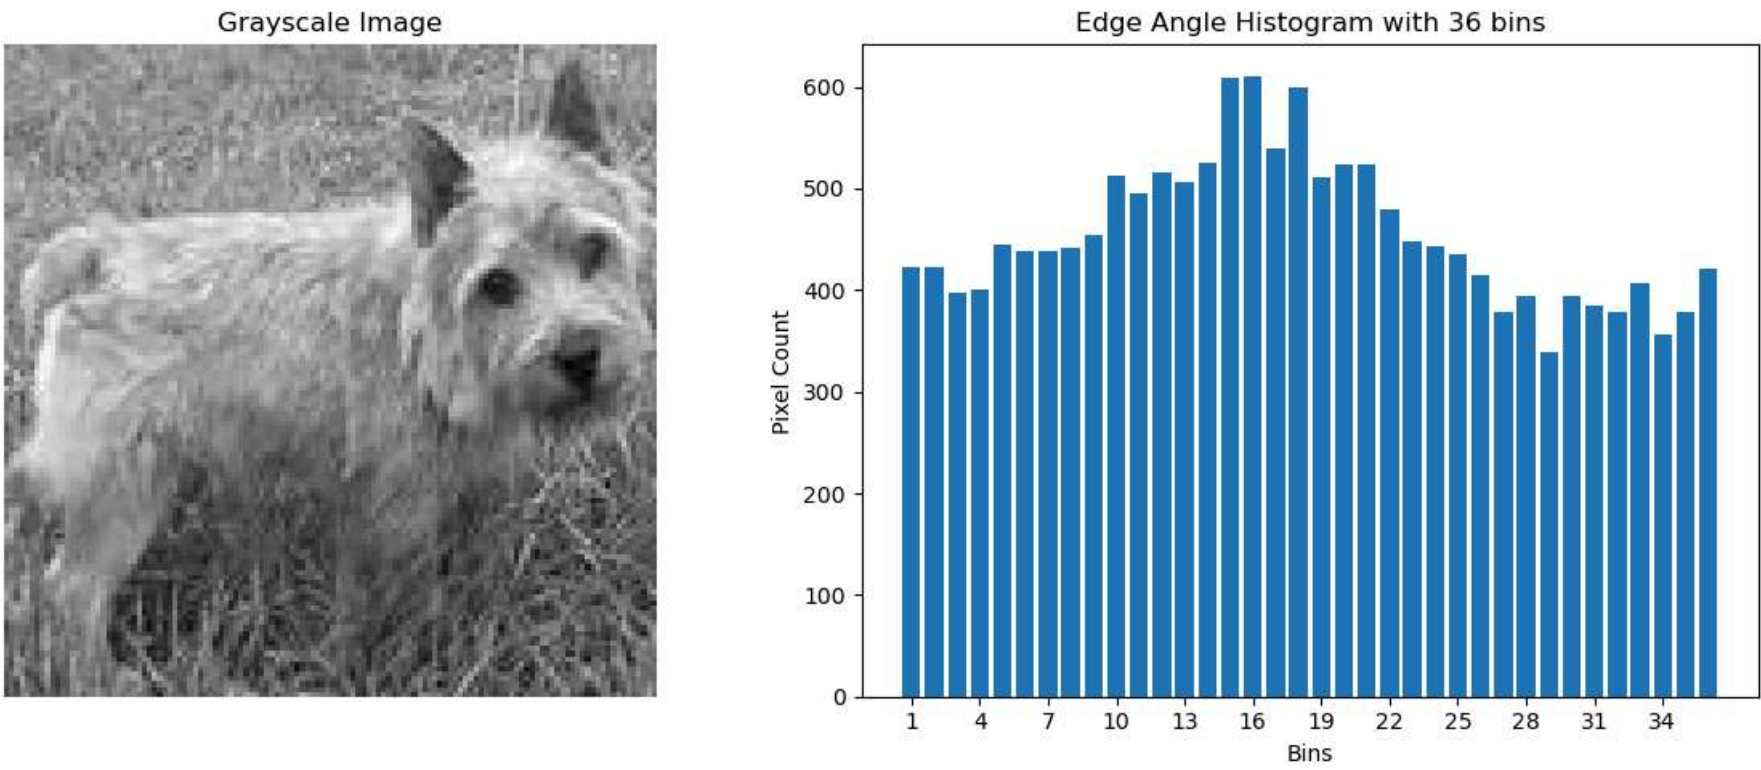 Grayscale Image
Edge Angle Histogram with 36 bins
600
500
400
300
200
100
0
Pixel Count
1 4 7 10 13 16 19 22 25 28 31 34
Bins